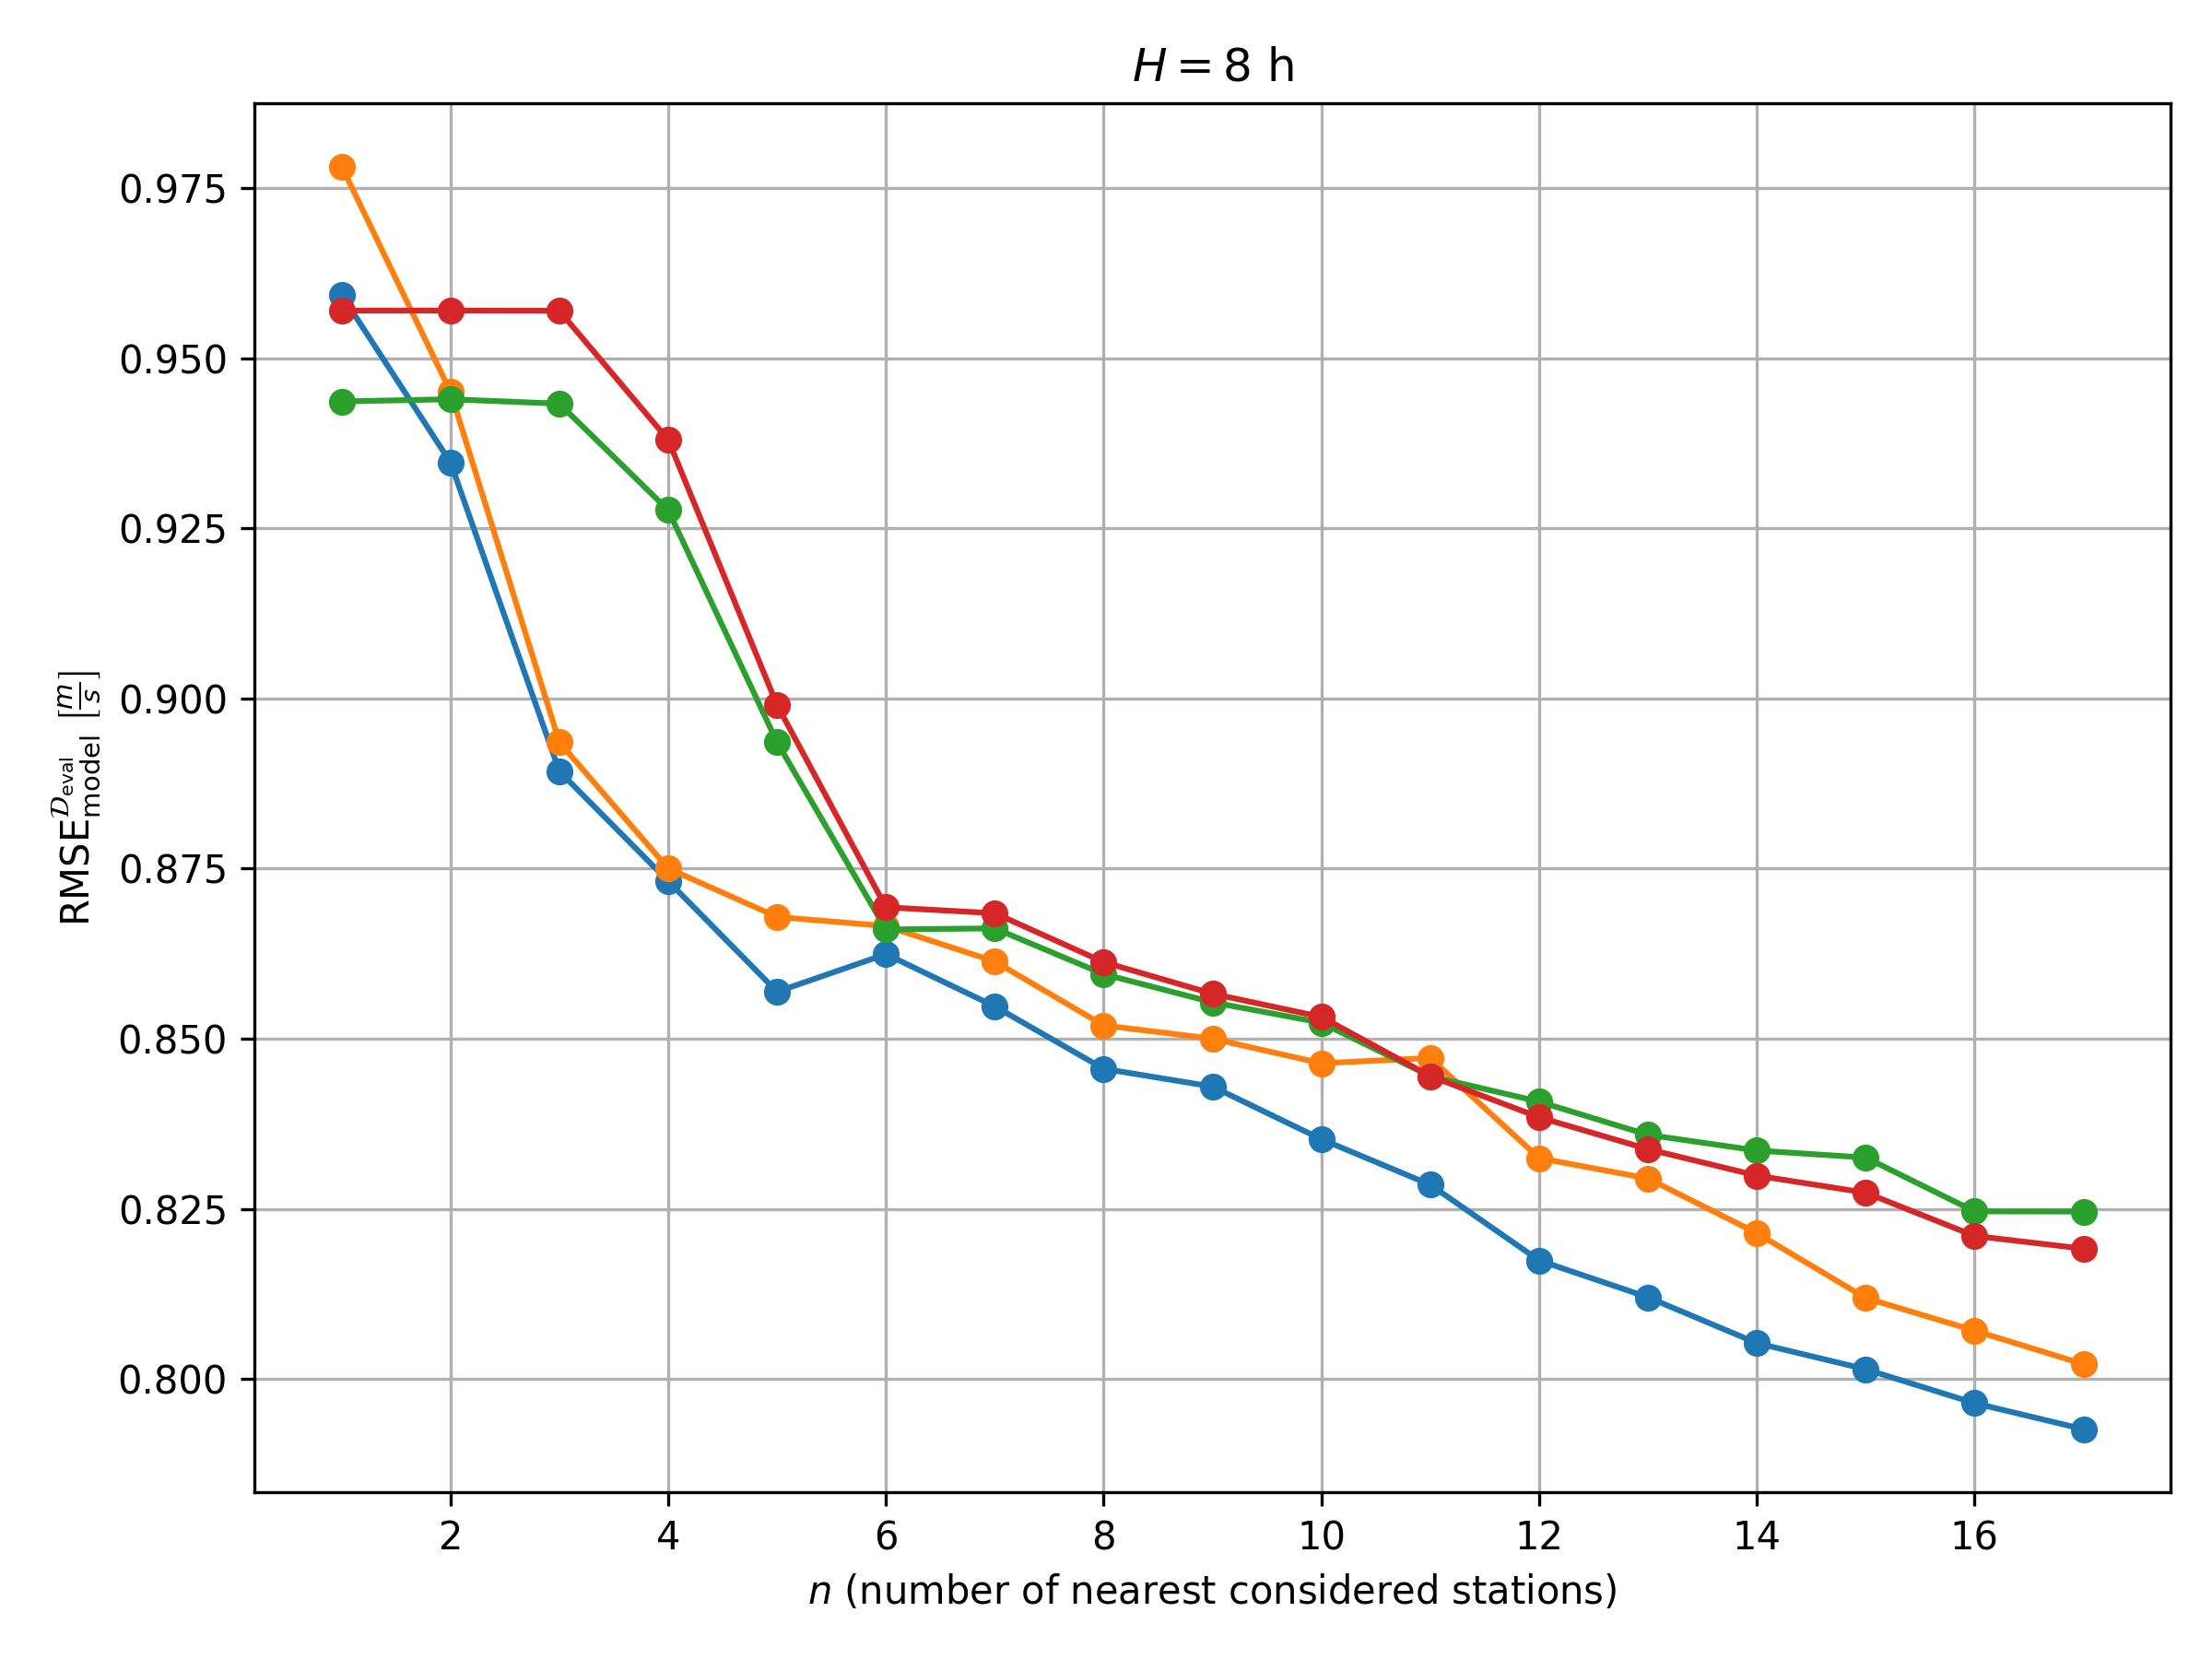 H = 8 h
0.975
0.950
0.925
0.900
0.875
0.850
0.825
0.800
RMSE^{𝒟_eval}_{model} [m/s]
2 4 6 8 10 12 14 16
n (number of nearest considered stations)